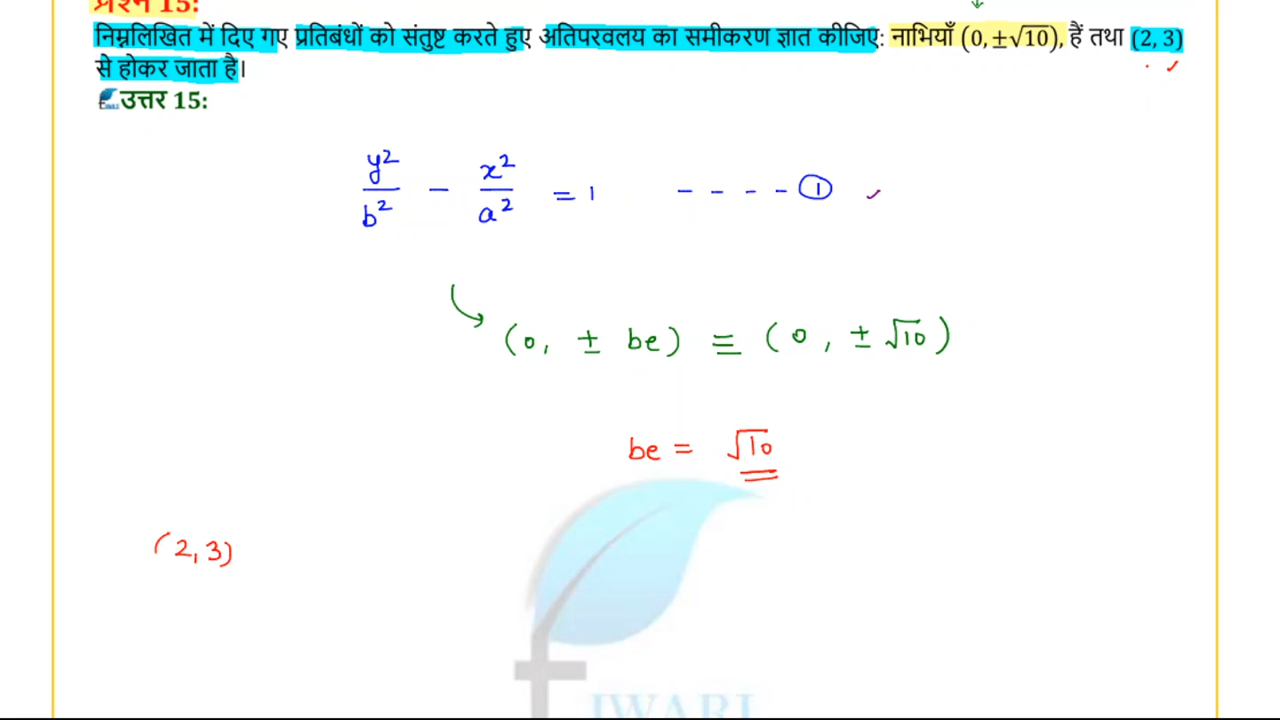 प्रश्न 15:
निम्नलिखित में दिए गए प्रतिबंधों को संतुष्ट करते हुए अतिपरवलय का समीकरण ज्ञात कीजिए: नाभियाँ (0, ±√10), हैं तथा (2, 3)
से होकर जाता है।
उत्तर 15:
y²/b² - x²/a² = 1 - - - - ①
(0, ± be) ≡ (0, ± √10)
be = √10
(2, 3)
IWARI